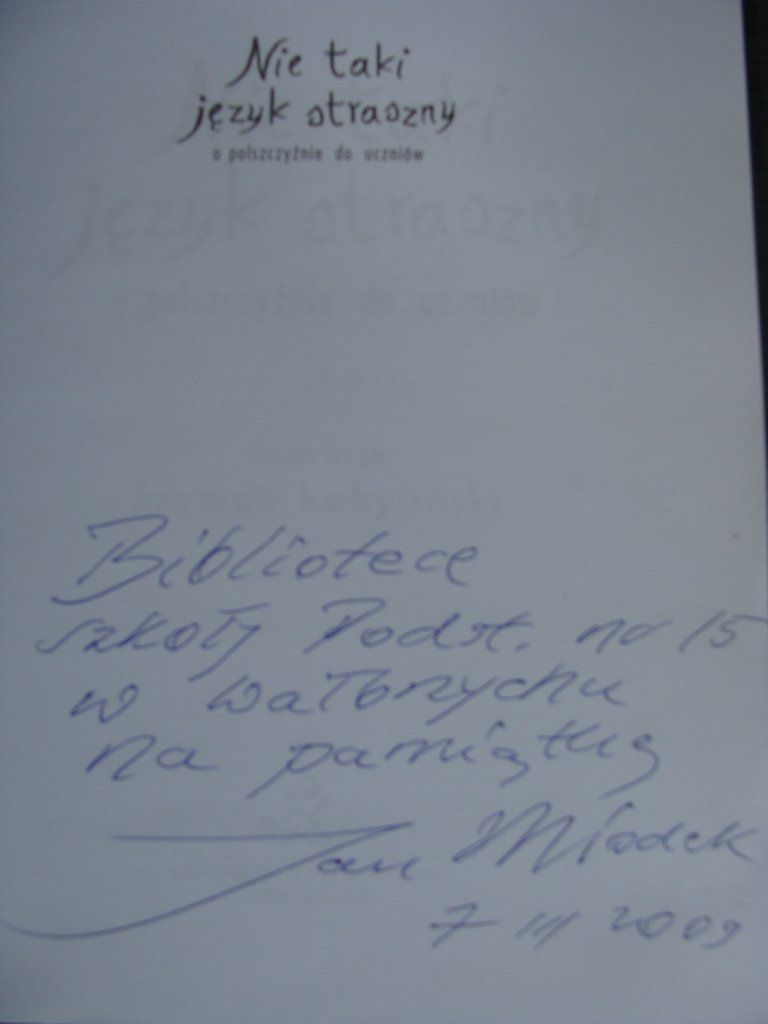 Nie taki
język straszny
o polszczyźnie do uczniów
Bibliotece
szkoły Podst. nr 15
w Wałbrzychu
na pamiątkę
Jan Miodek
7 III 2009